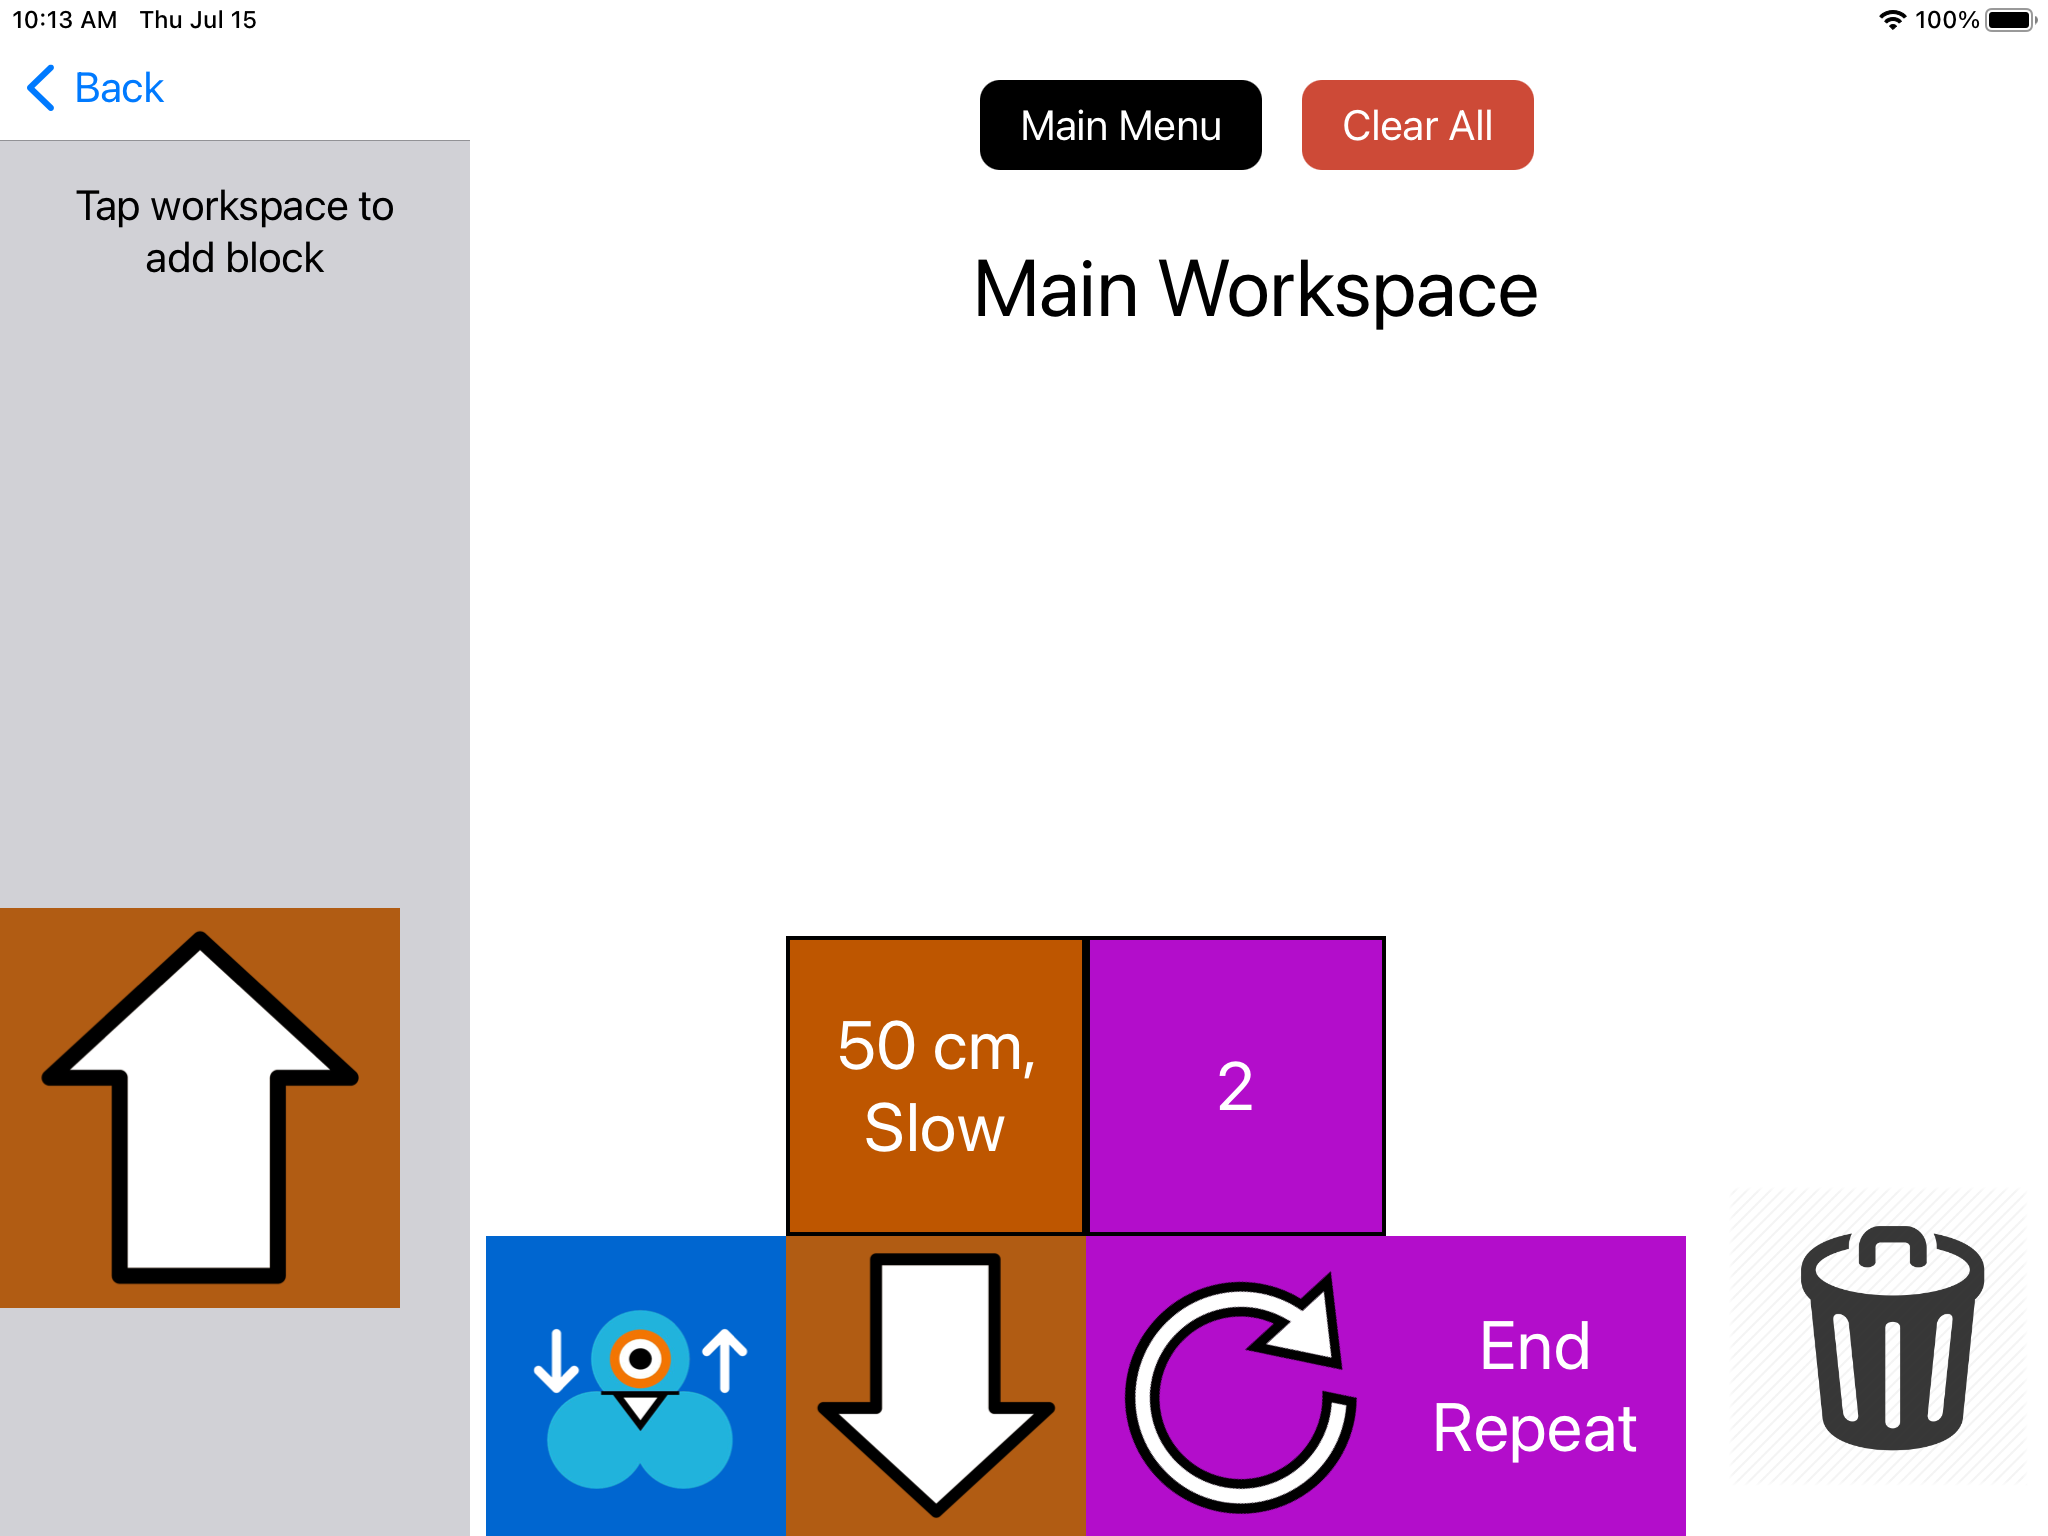 10:13 AM Thu Jul 15
100%
Back
Main Menu
Clear All
Tap workspace to
add block
Main Workspace
50 cm,
Slow
2
End
Repeat